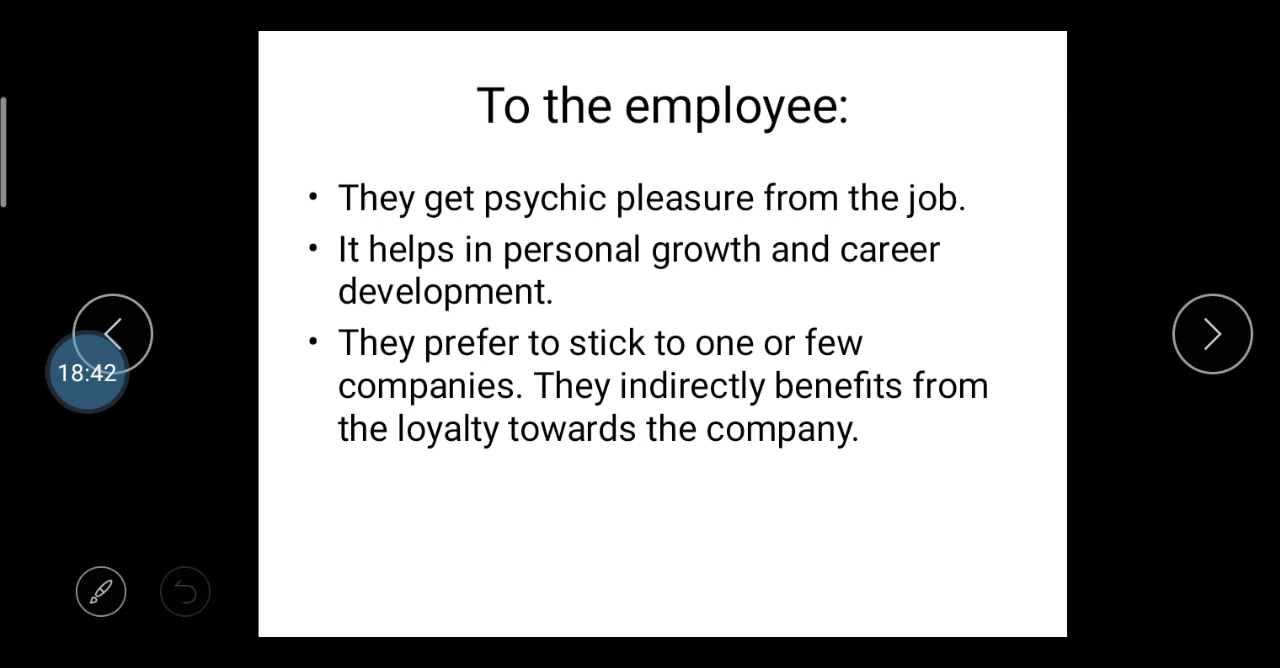 To the employee:
• They get psychic pleasure from the job.
• It helps in personal growth and career
development.
• They prefer to stick to one or few
companies. They indirectly benefits from
the loyalty towards the company.
18:42